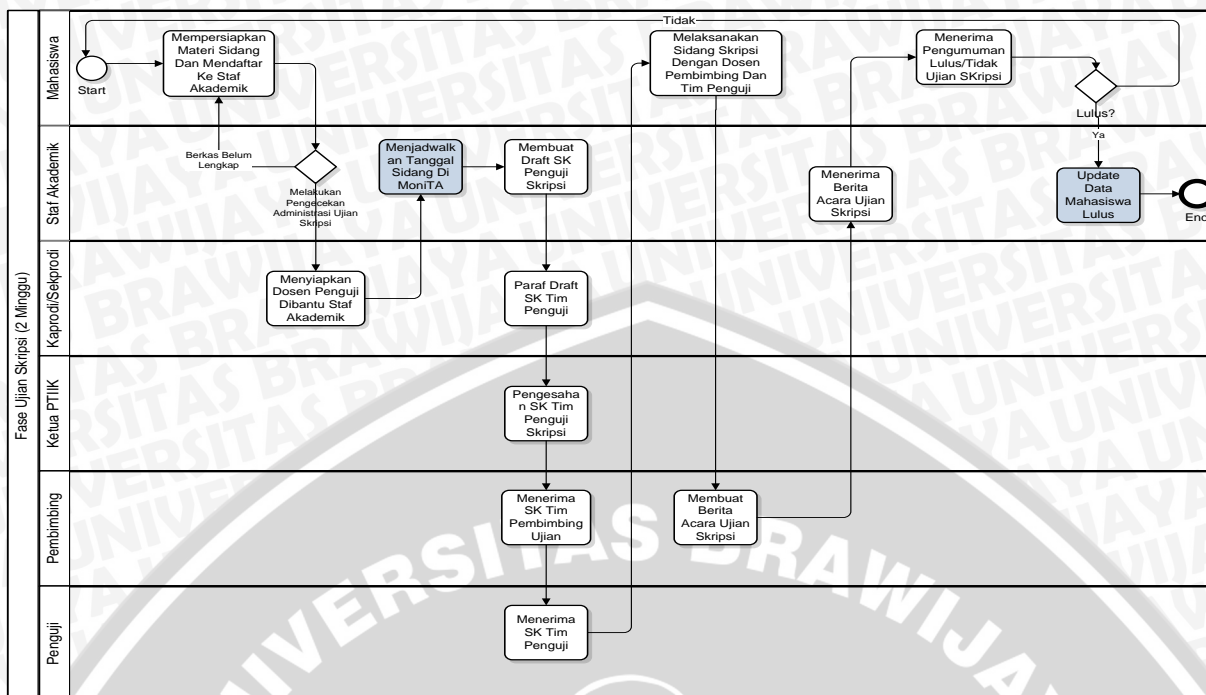 Fase Ujian Skripsi (2 Minggu)
Mahasiswa
Start
Mempersiapkan
Materi Sidang
Dan Mendaftar
Ke Staf
Akademik
Tidak
Melaksanakan
Sidang Skripsi
Dengan Dosen
Pembimbing Dan
Tim Penguji
Menerima
Pengumuman
Lulus/Tidak
Ujian SKripsi
Lulus?
Ya
Staf Akademik
Berkas Belum
Lengkap
Melakukan
Pengecekan
Administrasi Ujian
Skripsi
Menjadwalk
an Tanggal
Sidang Di
MoniTA
Membuat
Draft SK
Penguji
Skripsi
Menerima
Berita
Acara Ujian
Skripsi
Update
Data
Mahasiswa
Lulus
End
Kaprodi/Sekprodi
Menyiapkan
Dosen Penguji
Dibantu Staf
Akademik
Paraf Draft
SK Tim
Penguji
Ketua PTIIK
Pengesaha
n SK Tim
Penguji
Skripsi
Pembimbing
Menerima
SK Tim
Pembimbing
Ujian
Membuat
Berita
Acara Ujian
Skripsi
Penguji
Menerima
SK Tim
Penguji
UNIVERSITAS BRAWIJAYA